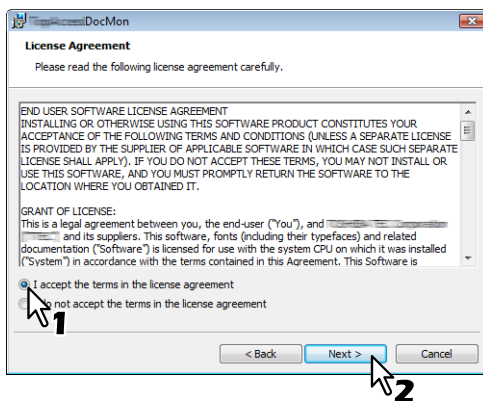 DocMon
License Agreement
Please read the following license agreement carefully.
END USER SOFTWARE LICENSE AGREEMENT
INSTALLING OR OTHERWISE USING THIS SOFTWARE PRODUCT CONSTITUTES YOUR
ACCEPTANCE OF THE FOLLOWING TERMS AND CONDITIONS (UNLESS A SEPARATE LICENSE
IS PROVIDED BY THE SUPPLIER OF APPLICABLE SOFTWARE IN WHICH CASE SUCH SEPARATE
LICENSE SHALL APPLY). IF YOU DO NOT ACCEPT THESE TERMS, YOU MAY NOT INSTALL OR
USE THIS SOFTWARE, AND YOU MUST PROMPTLY RETURN THE SOFTWARE TO THE
LOCATION WHERE YOU OBTAINED IT.
GRANT OF LICENSE:
This is a legal agreement between you, the end-user ("You"), and
and its suppliers. This software, fonts (including their typefaces) and related
documentation ("Software") is licensed for use with the system CPU on which it was installed
("System") in accordance with the terms contained in this Agreement. This Software is
I accept the terms in the license agreement
do not accept the terms in the license agreement
1
< Back Next > Cancel
2